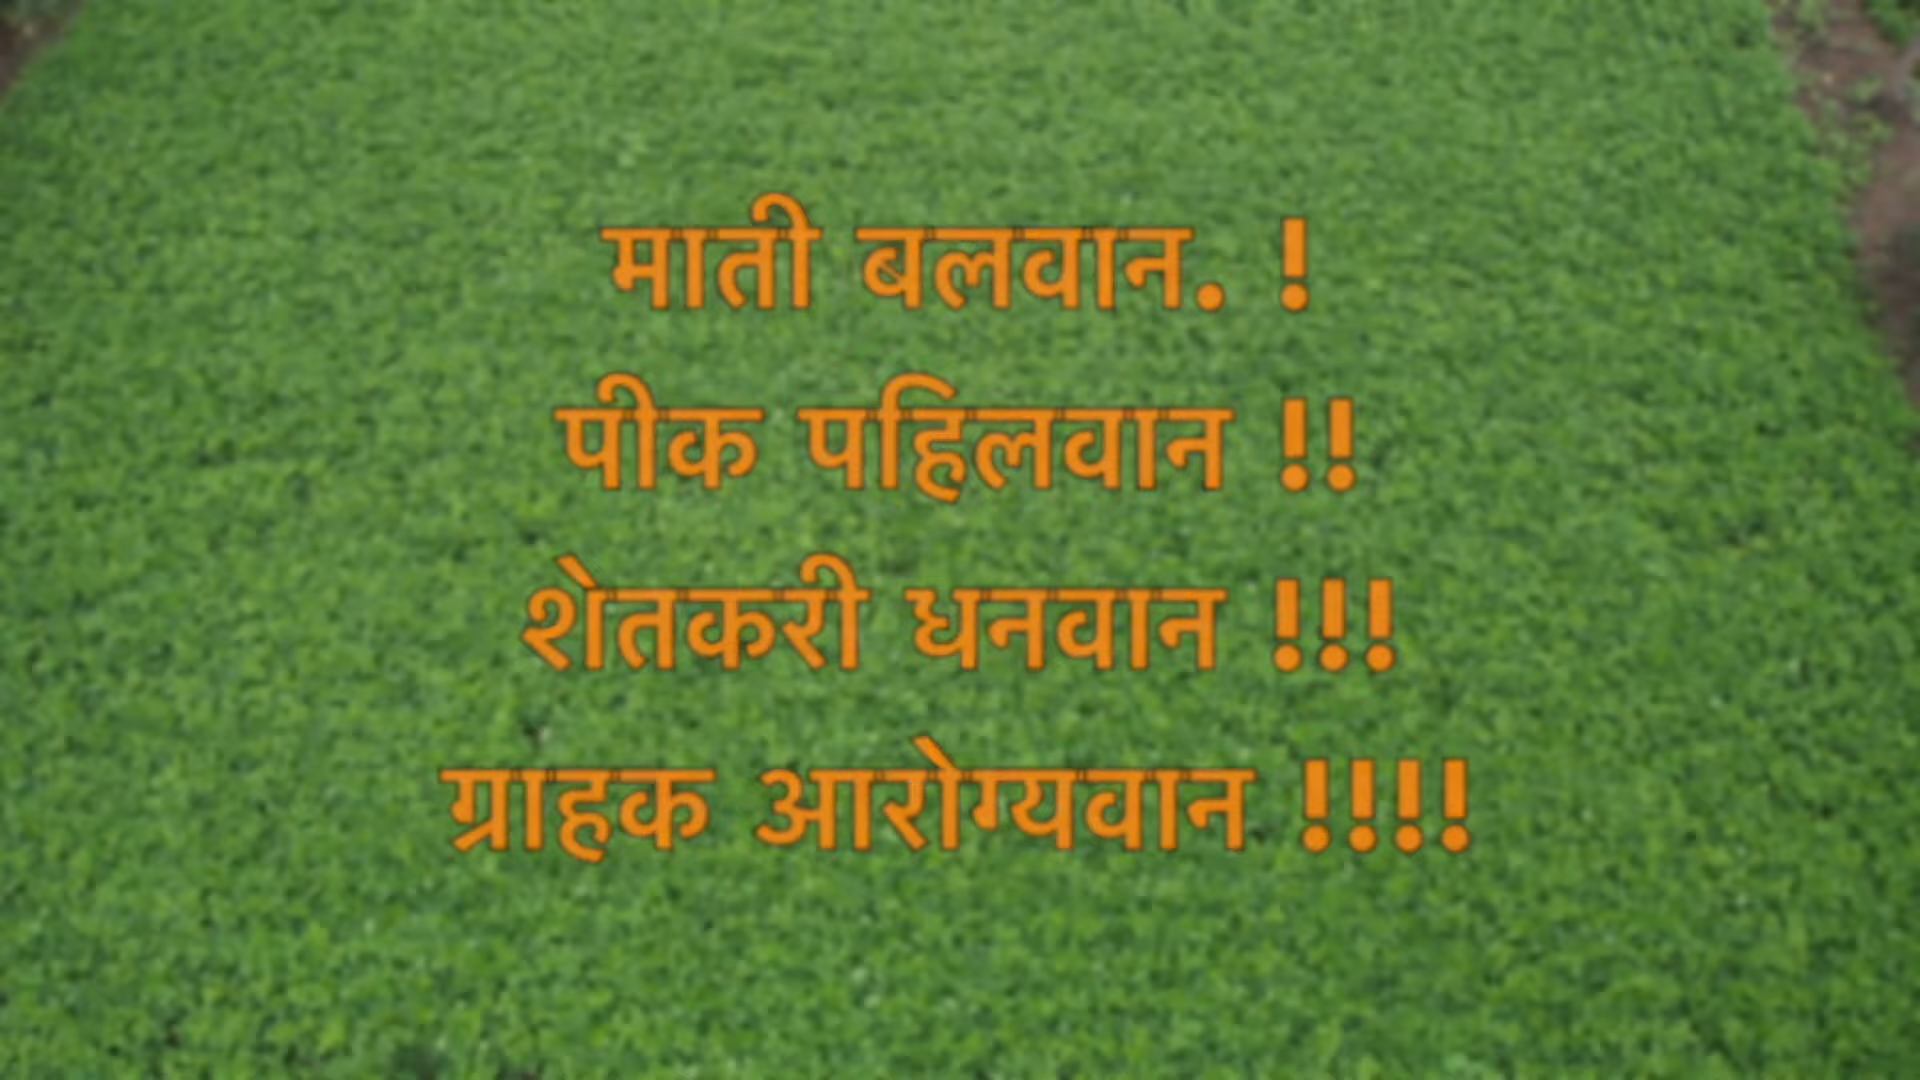 माती बलवान. !
पीक पहिलवान !!
शेतकरी धनवान !!!
ग्राहक आरोग्यवान !!!!